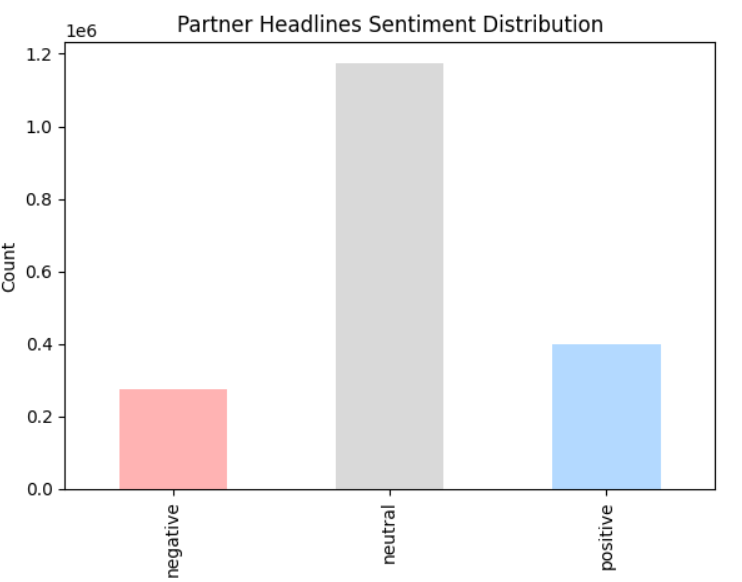 Partner Headlines Sentiment Distribution
1e6
1.2
1.0
0.8
0.6
0.4
0.2
0.0
Count
negative
neutral
positive